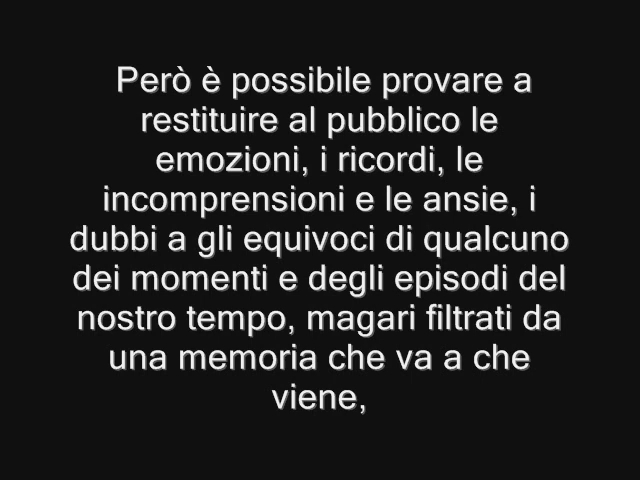 Però è possibile provare a
restituire al pubblico le
emozioni, i ricordi, le
incomprensioni e le ansie, i
dubbi a gli equivoci di qualcuno
dei momenti e degli episodi del
nostro tempo, magari filtrati da
una memoria che va a che
viene,